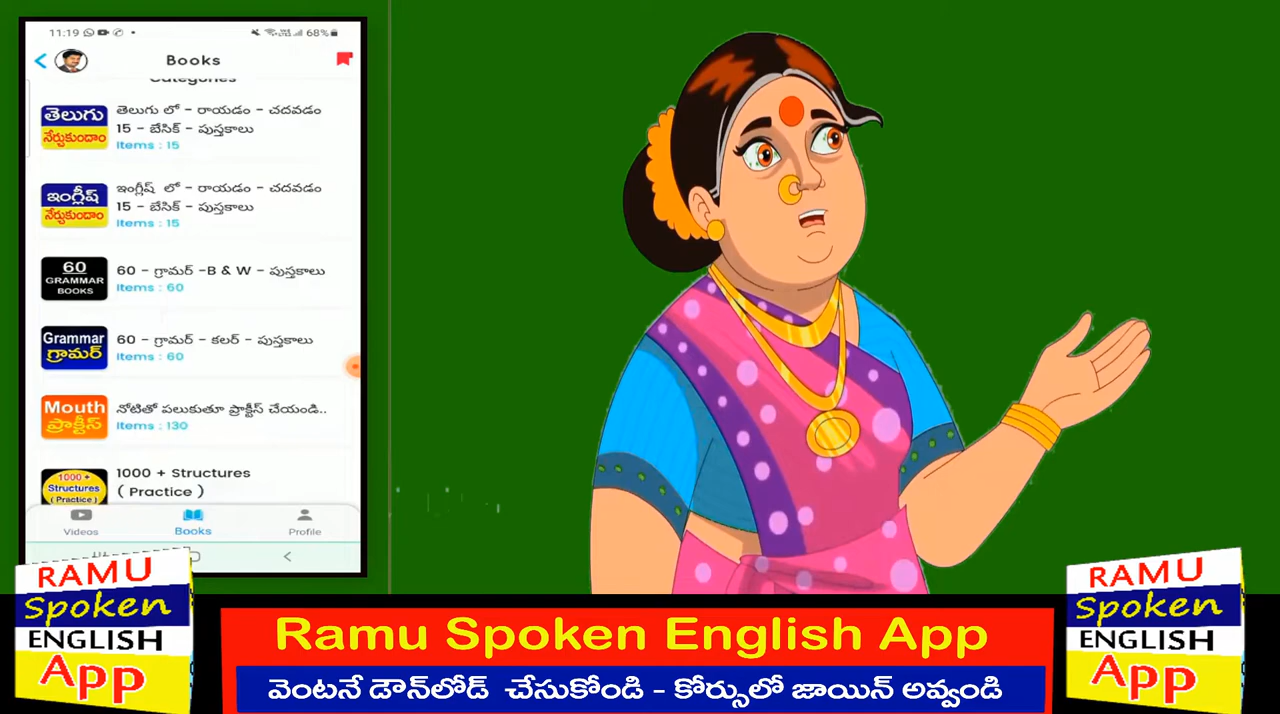 11:19
68%
Books
Categories
తెలుగు
నేర్చుకుందాం
తెలుగు లో - రాయడం - చదవడం
15 - బేసిక్ - పుస్తకాలు
Items : 15
ఇంగ్లీష్
నేర్చుకుందాం
ఇంగ్లీష్ లో - రాయడం - చదవడం
15 - బేసిక్ - పుస్తకాలు
Items : 15
60
GRAMMAR
BOOKS
60 - గ్రామర్ -B & W - పుస్తకాలు
Items : 60
Grammar
గ్రామర్
60 - గ్రామర్ - కలర్ - పుస్తకాలు
Items : 60
Mouth
ప్రాక్టీస్
నోటితో పలుకుతూ ప్రాక్టీస్ చేయండి..
Items : 130
1000 +
Structures
( Practice )
1000 + Structures
( Practice )
Videos
Books
Profile
RAMU
Spoken
ENGLISH
App
Ramu Spoken English App
వెంటనే డౌన్‌లోడ్ చేసుకోండి - కోర్సులో జాయిన్ అవ్వండి
RAMU
Spoken
ENGLISH
App